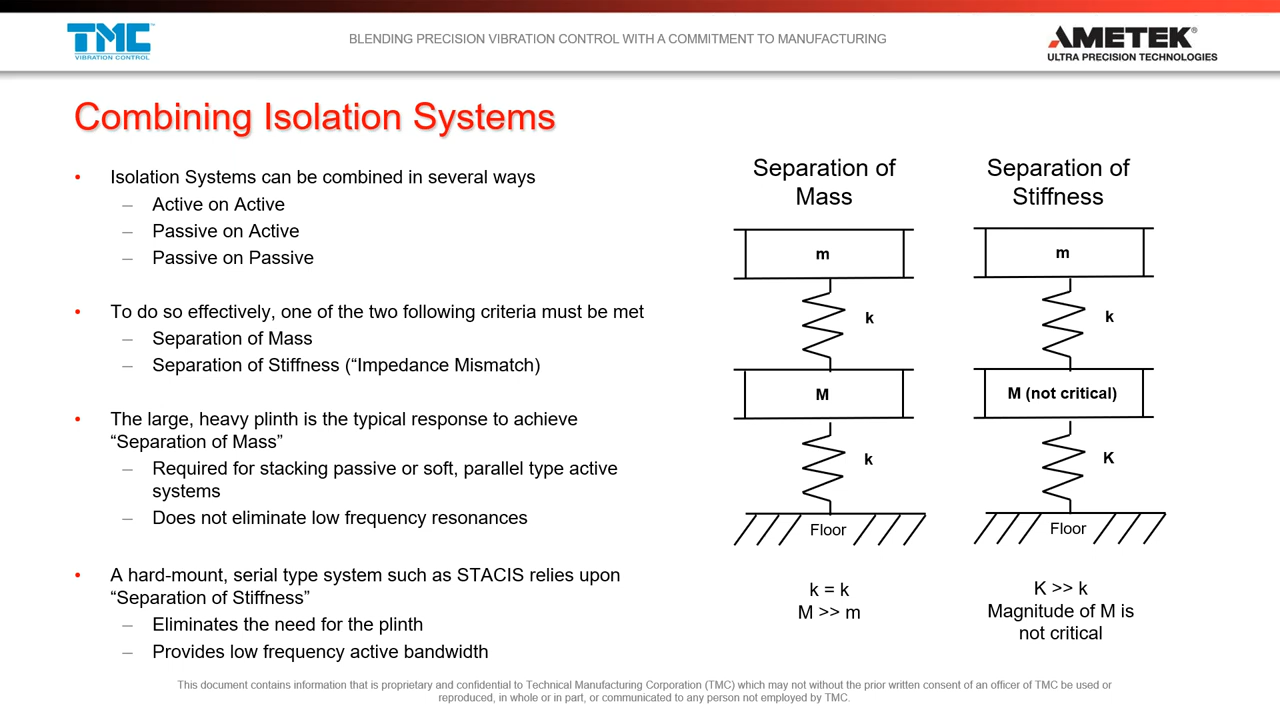 TMC
VIBRATION CONTROL
BLENDING PRECISION VIBRATION CONTROL WITH A COMMITMENT TO MANUFACTURING
AMETEK®
ULTRA PRECISION TECHNOLOGIES
Combining Isolation Systems
• Isolation Systems can be combined in several ways
– Active on Active
– Passive on Active
– Passive on Passive
• To do so effectively, one of the two following criteria must be met
– Separation of Mass
– Separation of Stiffness (“Impedance Mismatch)
• The large, heavy plinth is the typical response to achieve
“Separation of Mass”
– Required for stacking passive or soft, parallel type active
systems
– Does not eliminate low frequency resonances
• A hard-mount, serial type system such as STACIS relies upon
“Separation of Stiffness”
– Eliminates the need for the plinth
– Provides low frequency active bandwidth
Separation of
Mass
m
k
M
k
Floor
k = k
M >> m
Separation of
Stiffness
m
k
M (not critical)
K
Floor
K >> k
Magnitude of M is
not critical
This document contains information that is proprietary and confidential to Technical Manufacturing Corporation (TMC) which may not without the prior written consent of an officer of TMC be used or
reproduced, in whole or in part, or communicated to any person not employed by TMC.